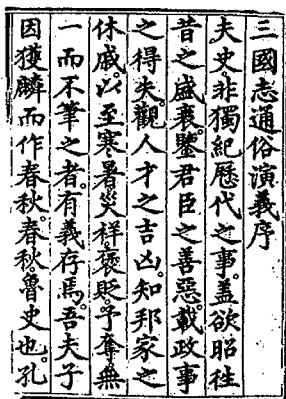 三國志通俗演義序
夫史非獨紀歷代之事。蓋欲昭往
昔之盛衰。鑒君臣之善惡。載政事
之得失。觀人才之吉凶。知邦家之
休戚。以至寒暑災祥。褒貶。予奪。無
一而不筆之者。有義存焉。吾夫子
因獲麟而作春秋。春秋。魯史也。孔